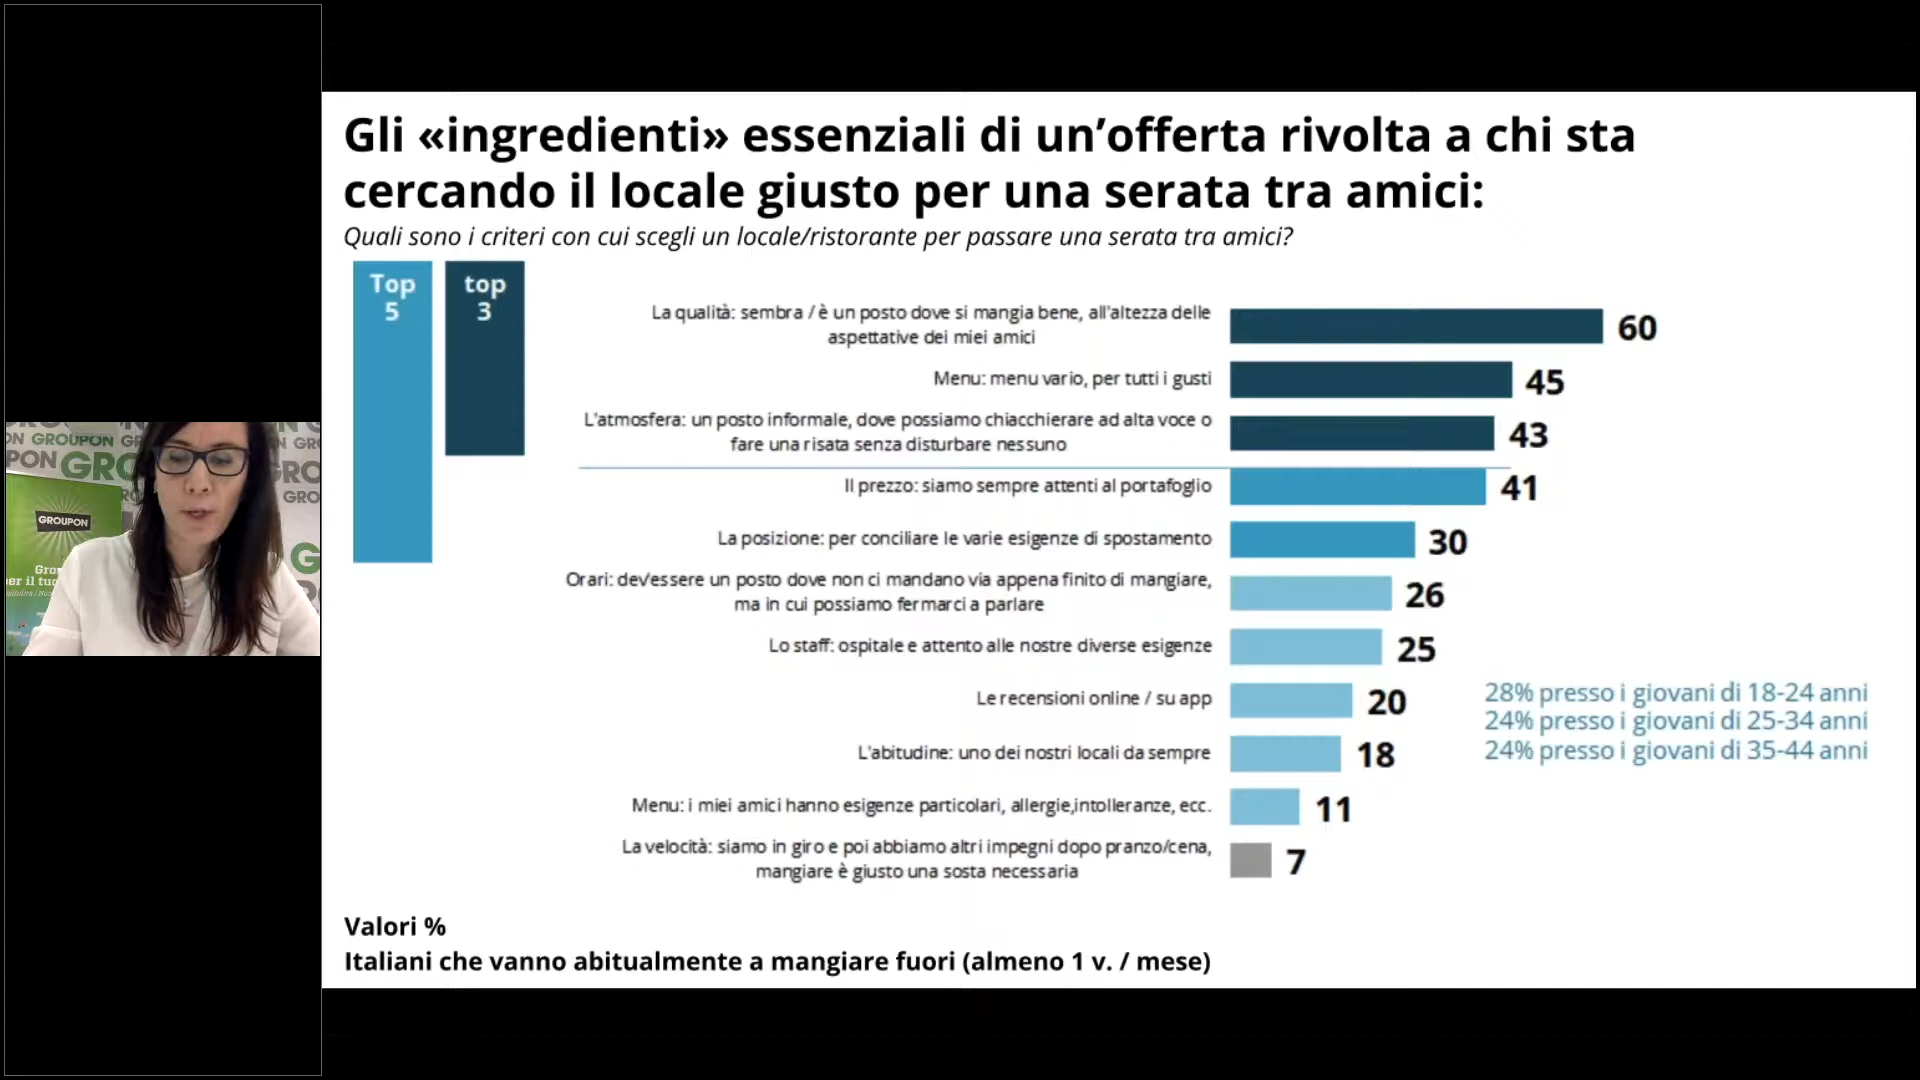 Gli «ingredienti» essenziali di un’offerta rivolta a chi sta
cercando il locale giusto per una serata tra amici:
Quali sono i criteri con cui scegli un locale/ristorante per passare una serata tra amici?
Top
5
top
3
La qualità: sembra / è un posto dove si mangia bene, all'altezza delle
aspettative dei miei amici
60
Menu: menu vario, per tutti i gusti
45
L'atmosfera: un posto informale, dove possiamo chiacchierare ad alta voce o
fare una risata senza disturbare nessuno
43
Il prezzo: siamo sempre attenti al portafoglio
41
La posizione: per conciliare le varie esigenze di spostamento
30
Orari: dev'essere un posto dove non ci mandano via appena finito di mangiare,
ma in cui possiamo fermarci a parlare
26
Lo staff: ospitale e attento alle nostre diverse esigenze
25
Le recensioni online / su app
20
28% presso i giovani di 18-24 anni
24% presso i giovani di 25-34 anni
24% presso i giovani di 35-44 anni
L'abitudine: uno dei nostri locali da sempre
18
Menu: i miei amici hanno esigenze particolari, allergie,intolleranze, ecc.
11
La velocità: siamo in giro e poi abbiamo altri impegni dopo pranzo/cena,
mangiare è giusto una sosta necessaria
7
Valori %
Italiani che vanno abitualmente a mangiare fuori (almeno 1 v. / mese)
GROUPON
GROUPON